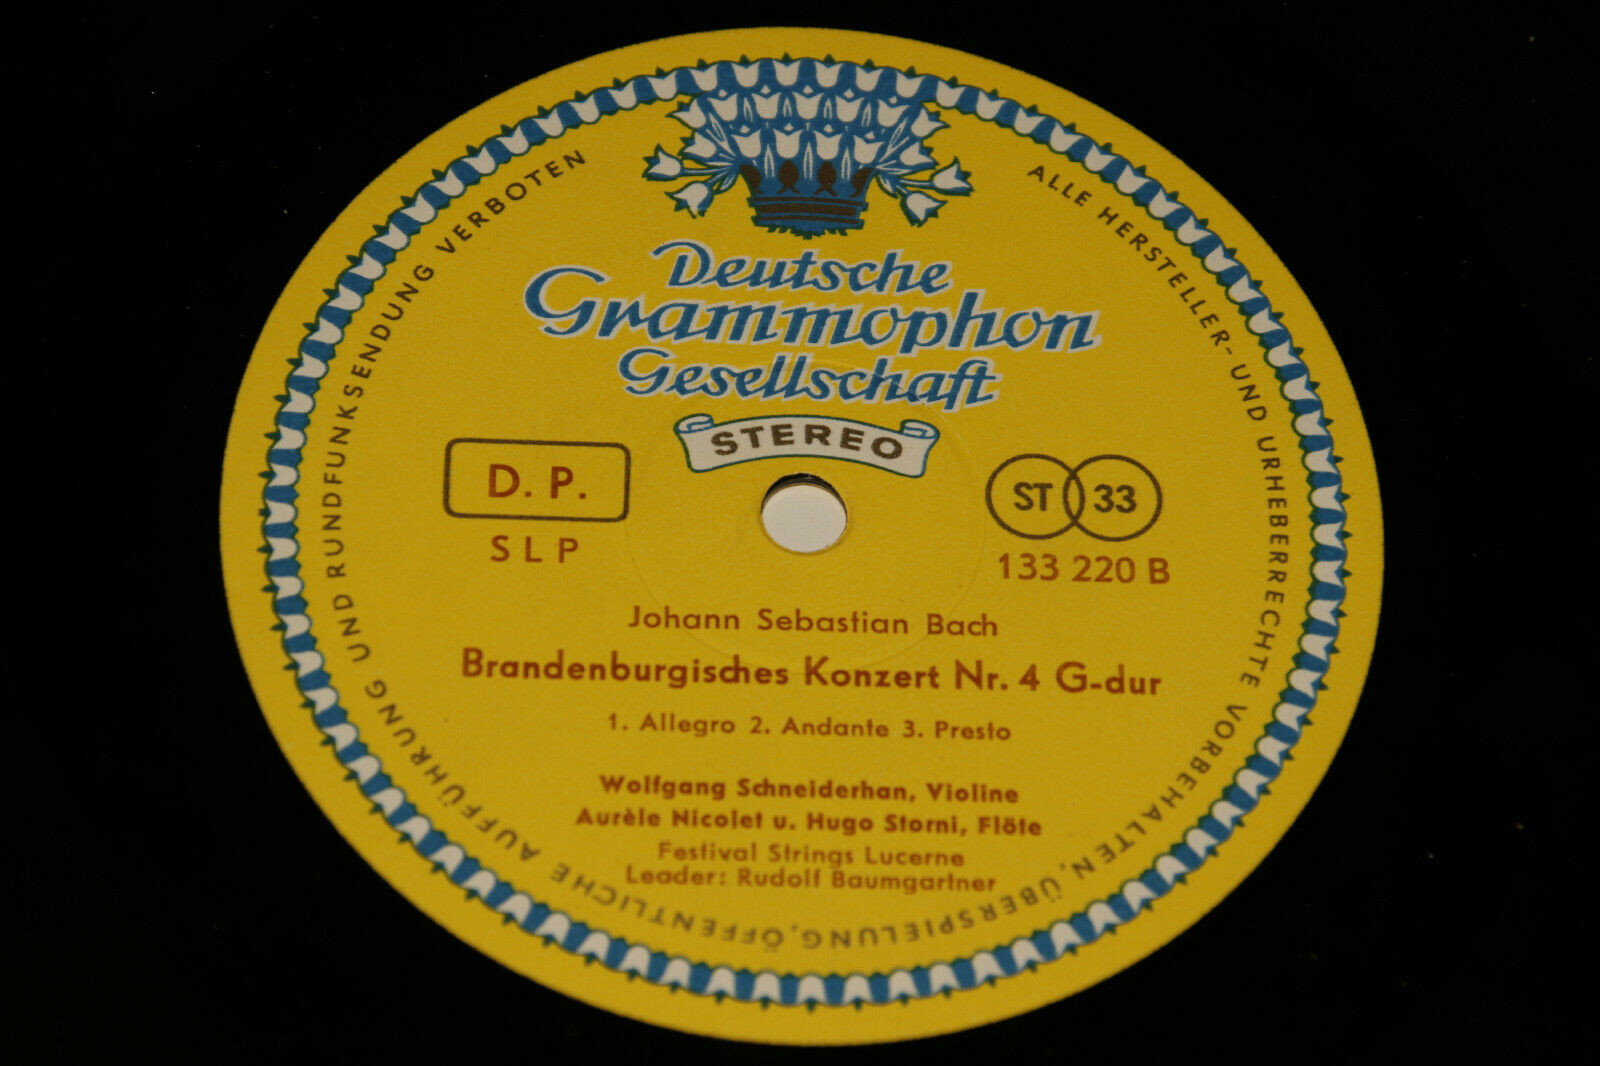 Deutsche
Grammophon
Gesellschaft
STEREO
D. P.
SLP
ST 33
133 220 B
Johann Sebastian Bach
Brandenburgisches Konzert Nr. 4 G-dur
1. Allegro 2. Andante 3. Presto
Wolfgang Schneiderhan, Violine
Aurèle Nicolet u. Hugo Storni, Flöte
Festival Strings Lucerne
Leader: Rudolf Baumgartner
ALLE HERSTELLER- UND URHEBERRECHTE VORBEHALTEN, ÜBERSPIELUNG, ÖFFENTLICHE AUFFÜHRUNG UND RUNDFUNKSENDUNG VERBOTEN